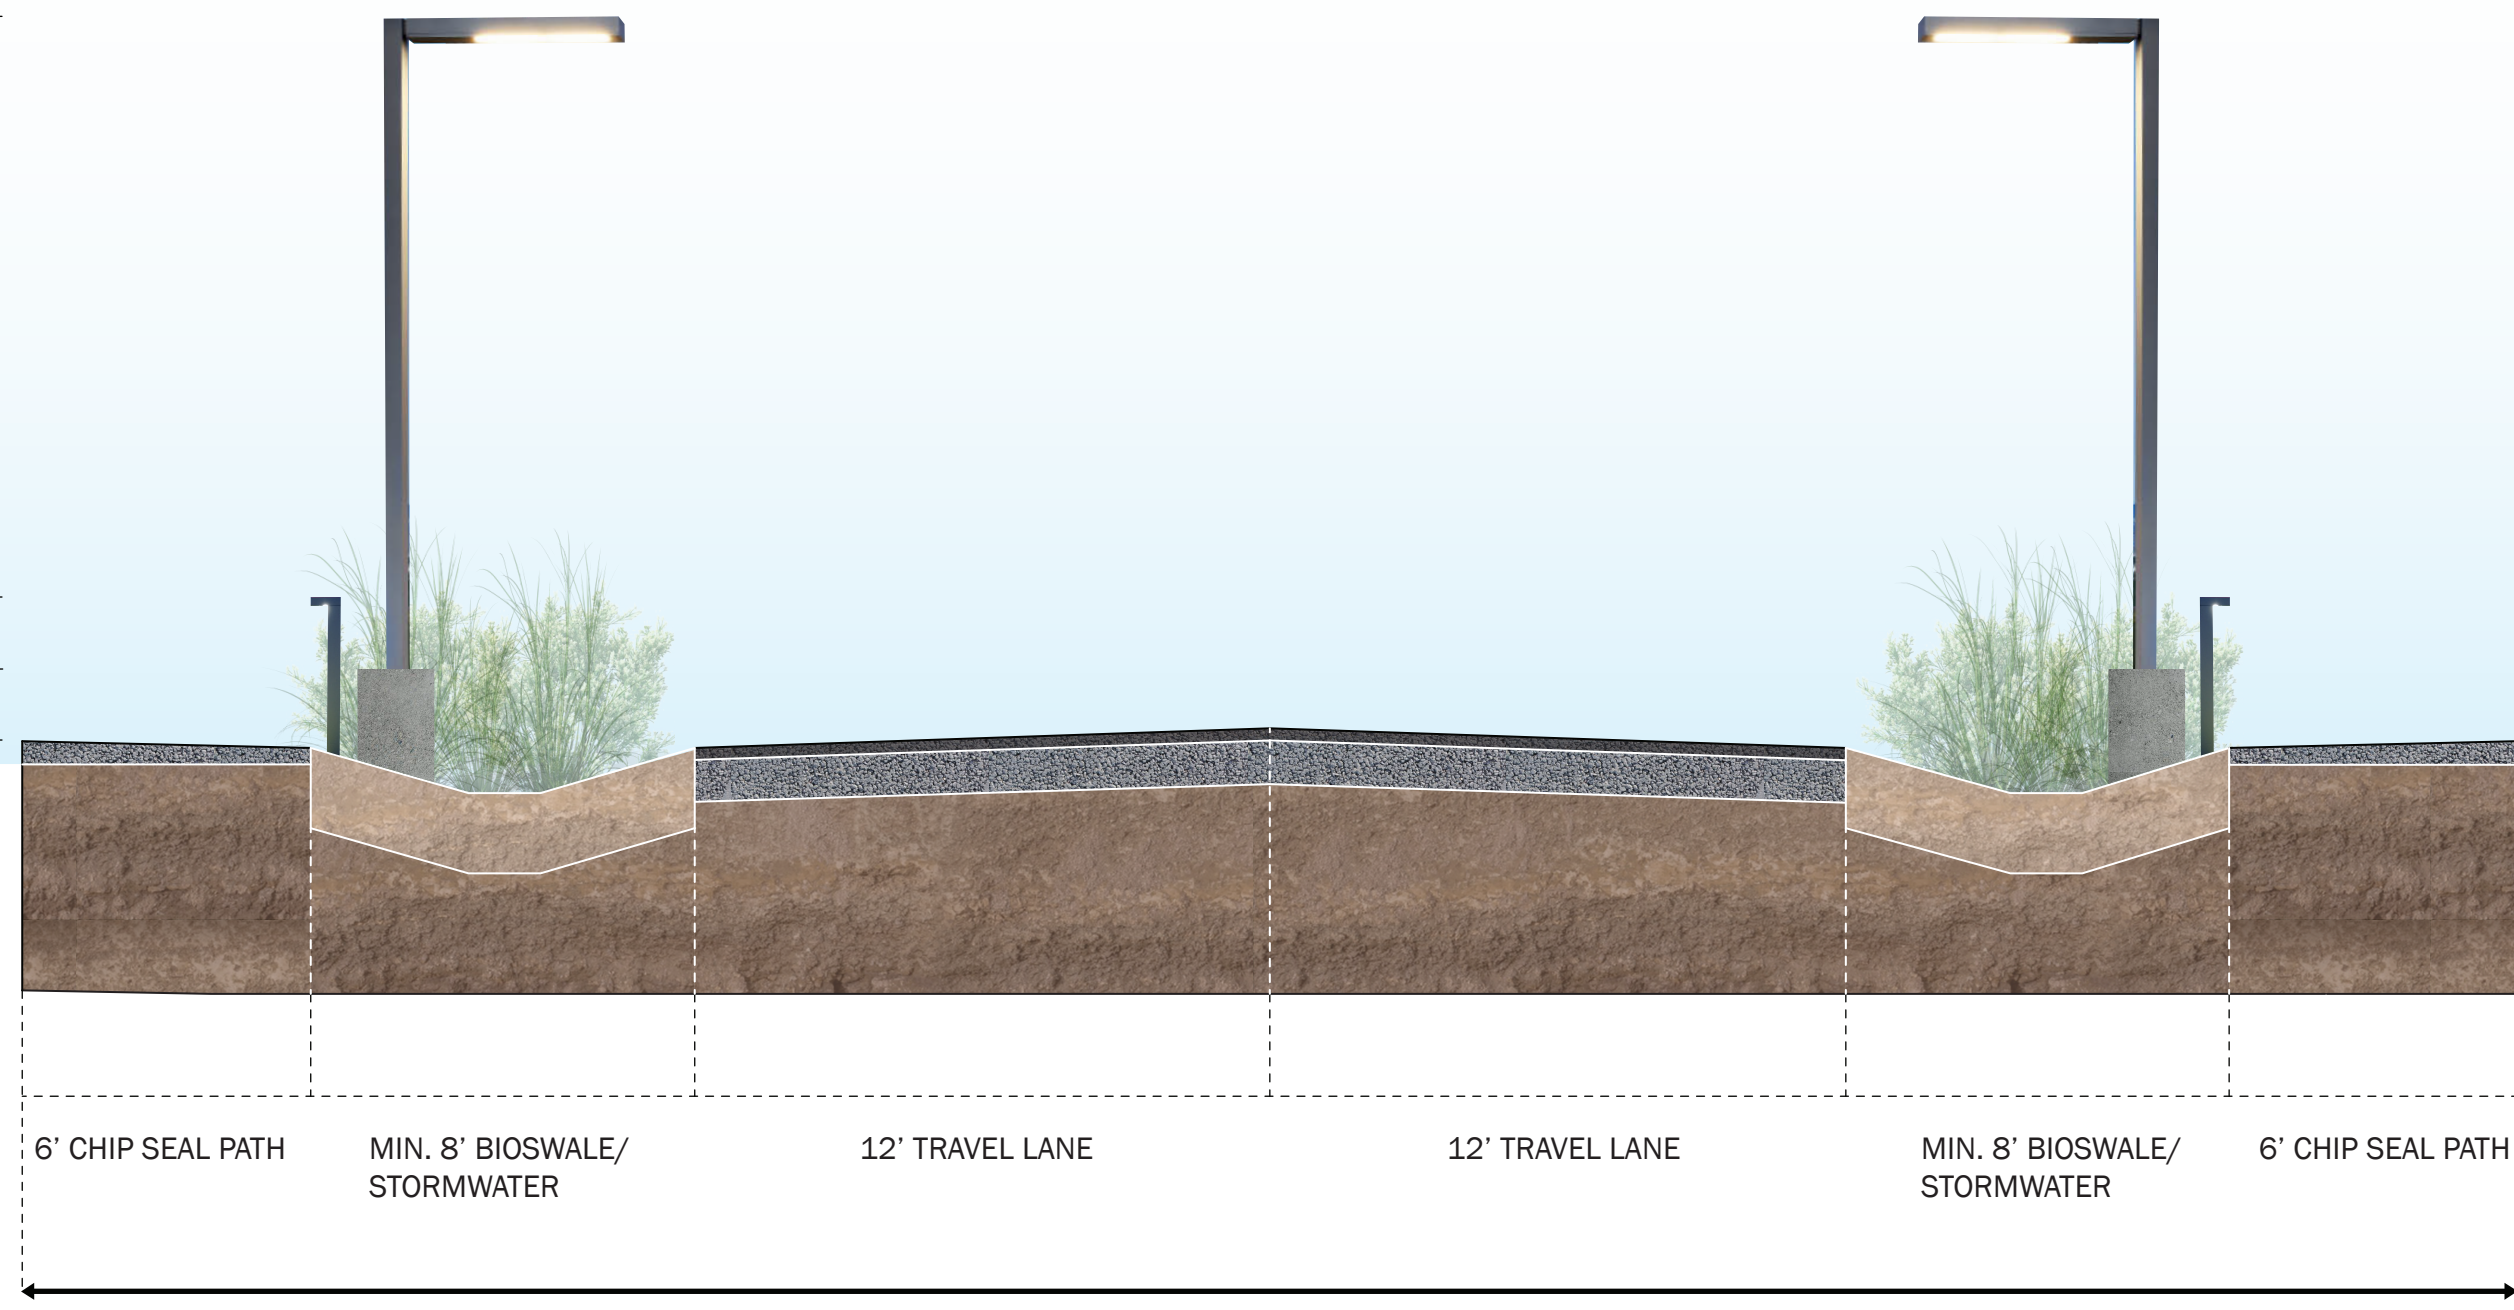 6’ CHIP SEAL PATH
MIN. 8’ BIOSWALE/
STORMWATER
12’ TRAVEL LANE
12’ TRAVEL LANE
MIN. 8’ BIOSWALE/
STORMWATER
6’ CHIP SEAL PATH